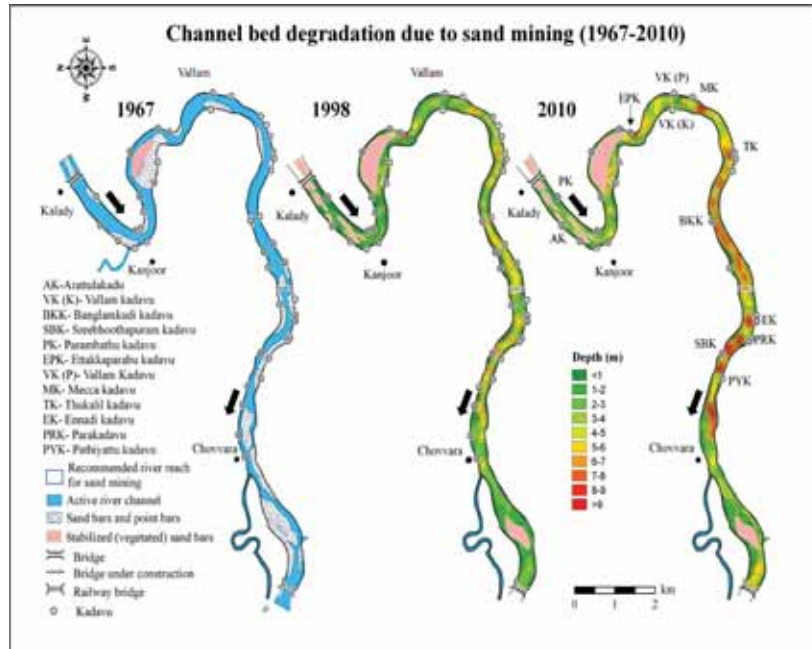 Channel bed degradation due to sand mining (1967-2010)
E
N S
W
1967
1998
2010
Vallam
Vallam
VK (P)
MK
EPK
VK (K)
TK
PK
BKK
AK
EK
PRK
SBK
PYK
Kalady
Kalady
Kalady
Kanjoor
Kanjoor
Kanjoor
Chovvara
Chovvara
Chovvara
AK-Arattulakadu
VK (K)- Vallam kadavu
BKK- Banglamkadi kadavu
SBK- Sreebhoothapuram kadavu
PK- Parambathu kadavu
EPK- Ettakkaparabu kadavu
VK (P)- Vallam Kadavu
MK- Mecca kadavu
TK- Thukalil kadavu
EK- Ennadi kadavu
PRK- Parakadavu
PYK- Pathiyattu kadavu
Recommended river reach
for sand mining
Active river channel
Sand bars and point bars
Stabilized (vegetated) sand bars
Bridge
Bridge under construction
Railway bridge
Kadavu
Depth (m)
<1
1-2
2-3
3-4
4-5
5-6
6-7
7-8
8-9
>9
0 1 2
km